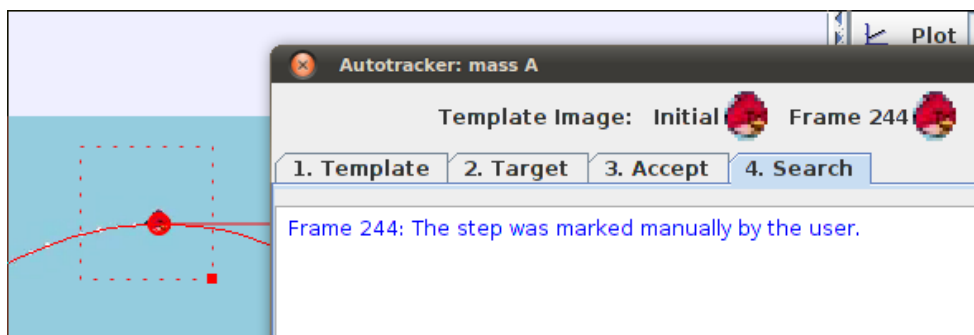 Plot
Autotracker: mass A
Template Image: Initial Frame 244
1. Template 2. Target 3. Accept 4. Search
Frame 244: The step was marked manually by the user.